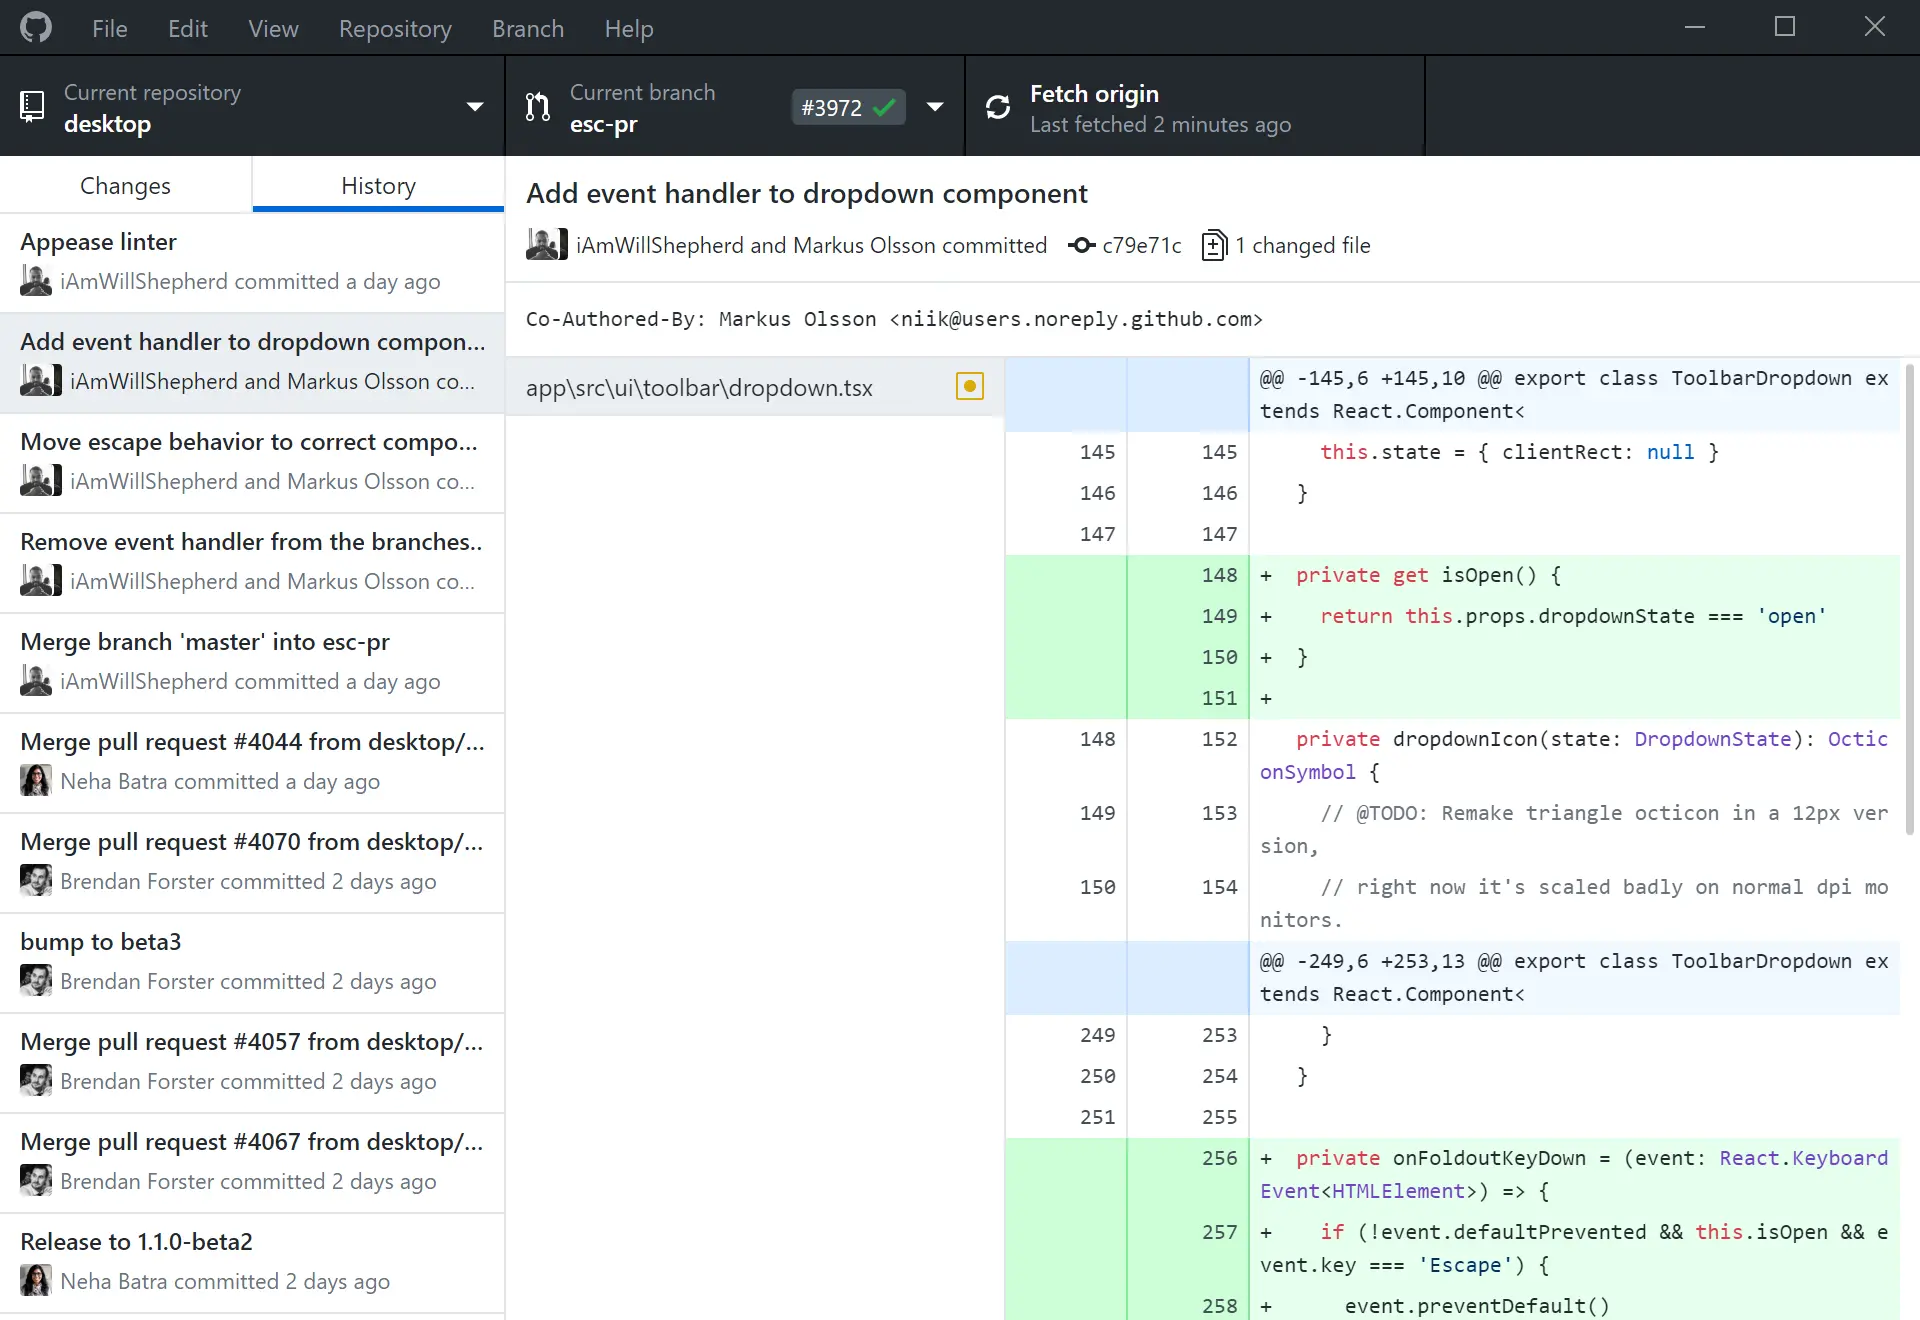 File Edit View Repository Branch Help
Current repository
desktop
Current branch
esc-pr
#3972
Fetch origin
Last fetched 2 minutes ago
Changes
History
Appease linter
iAmWillShepherd committed a day ago
Add event handler to dropdown compon...
iAmWillShepherd and Markus Olsson co...
Move escape behavior to correct compo...
iAmWillShepherd and Markus Olsson co...
Remove event handler from the branches..
iAmWillShepherd and Markus Olsson co...
Merge branch 'master' into esc-pr
iAmWillShepherd committed a day ago
Merge pull request #4044 from desktop/...
Neha Batra committed a day ago
Merge pull request #4070 from desktop/...
Brendan Forster committed 2 days ago
bump to beta3
Brendan Forster committed 2 days ago
Merge pull request #4057 from desktop/...
Brendan Forster committed 2 days ago
Merge pull request #4067 from desktop/...
Brendan Forster committed 2 days ago
Release to 1.1.0-beta2
Neha Batra committed 2 days ago
Add event handler to dropdown component
iAmWillShepherd and Markus Olsson committed c79e71c 1 changed file
Co-Authored-By: Markus Olsson <niik@users.noreply.github.com>
app\src\ui\toolbar\dropdown.tsx
@@ -145,6 +145,10 @@ export class ToolbarDropdown ex
tends React.Component<
145 145 this.state = { clientRect: null }
146 146 }
147 147
148 + private get isOpen() {
149 + return this.props.dropdownState === 'open'
150 + }
151 +
148 152 private dropdownIcon(state: DropdownState): Octic
onSymbol {
149 153 // @TODO: Remake triangle octicon in a 12px ver
sion,
150 154 // right now it's scaled badly on normal dpi mo
nitors.
@@ -249,6 +253,13 @@ export class ToolbarDropdown ex
tends React.Component<
249 253 }
250 254 }
251 255
256 + private onFoldoutKeyDown = (event: React.Keyboard
Event<HTMLElement>) => {
257 + if (!event.defaultPrevented && this.isOpen && e
vent.key === 'Escape') {
258 + event.preventDefault()